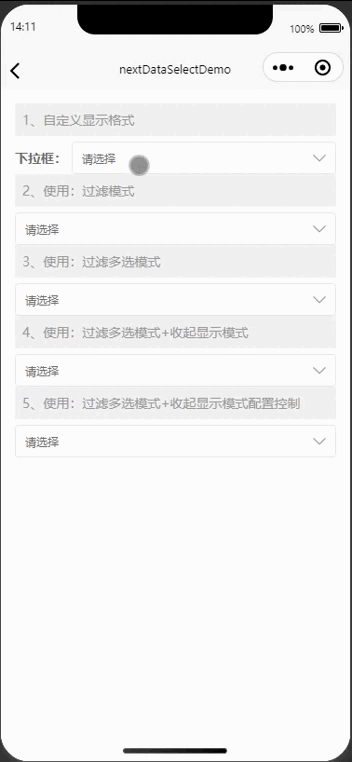 14:11
100%
nextDataSelectDemo
1、自定义显示格式
下拉框：
请选择
2、使用：过滤模式
请选择
3、使用：过滤多选模式
请选择
4、使用：过滤多选模式+收起显示模式
请选择
5、使用：过滤多选模式+收起显示模式配置控制
请选择